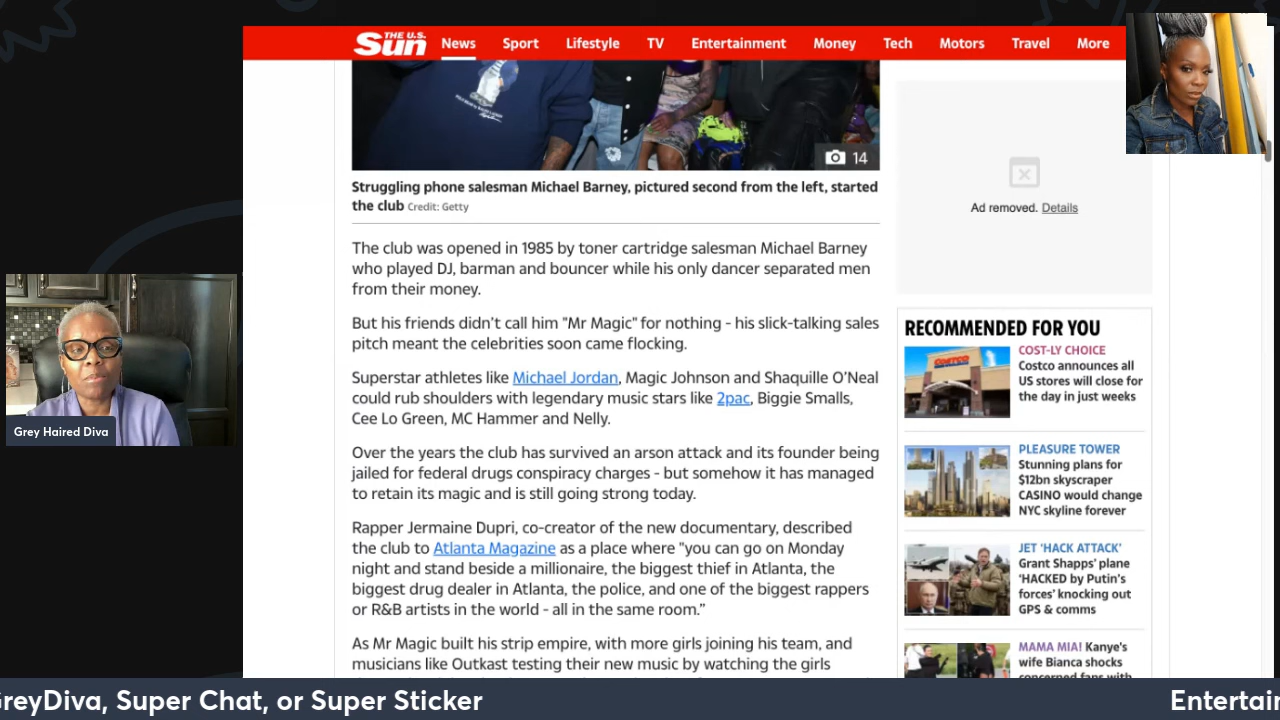 THE U.S.
Sun
News
Sport
Lifestyle
TV
Entertainment
Money
Tech
Motors
Travel
More
14
Struggling phone salesman Michael Barney, pictured second from the left, started
the club Credit: Getty
The club was opened in 1985 by toner cartridge salesman Michael Barney
who played DJ, barman and bouncer while his only dancer separated men
from their money.
But his friends didn't call him "Mr Magic" for nothing - his slick-talking sales
pitch meant the celebrities soon came flocking.
Superstar athletes like Michael Jordan, Magic Johnson and Shaquille O'Neal
could rub shoulders with legendary music stars like 2pac, Biggie Smalls,
Cee Lo Green, MC Hammer and Nelly.
Over the years the club has survived an arson attack and its founder being
jailed for federal drugs conspiracy charges - but somehow it has managed
to retain its magic and is still going strong today.
Rapper Jermaine Dupri, co-creator of the new documentary, described
the club to Atlanta Magazine as a place where "you can go on Monday
night and stand beside a millionaire, the biggest thief in Atlanta, the
biggest drug dealer in Atlanta, the police, and one of the biggest rappers
or R&B artists in the world - all in the same room.”
As Mr Magic built his strip empire, with more girls joining his team, and
musicians like Outkast testing their new music by watching the girls
Ad removed. Details
RECOMMENDED FOR YOU
COSTCO
COST-LY CHOICE
Costco announces all
US stores will close for
the day in just weeks
PLEASURE TOWER
Stunning plans for
$12bn skyscraper
CASINO would change
NYC skyline forever
JET ‘HACK ATTACK’
Grant Shapps’ plane
‘HACKED by Putin’s
forces’ knocking out
GPS & comms
MAMA MIA! Kanye's
wife Bianca shocks
concerned fans with
Grey Haired Diva
GreyDiva, Super Chat, or Super Sticker
Entertain